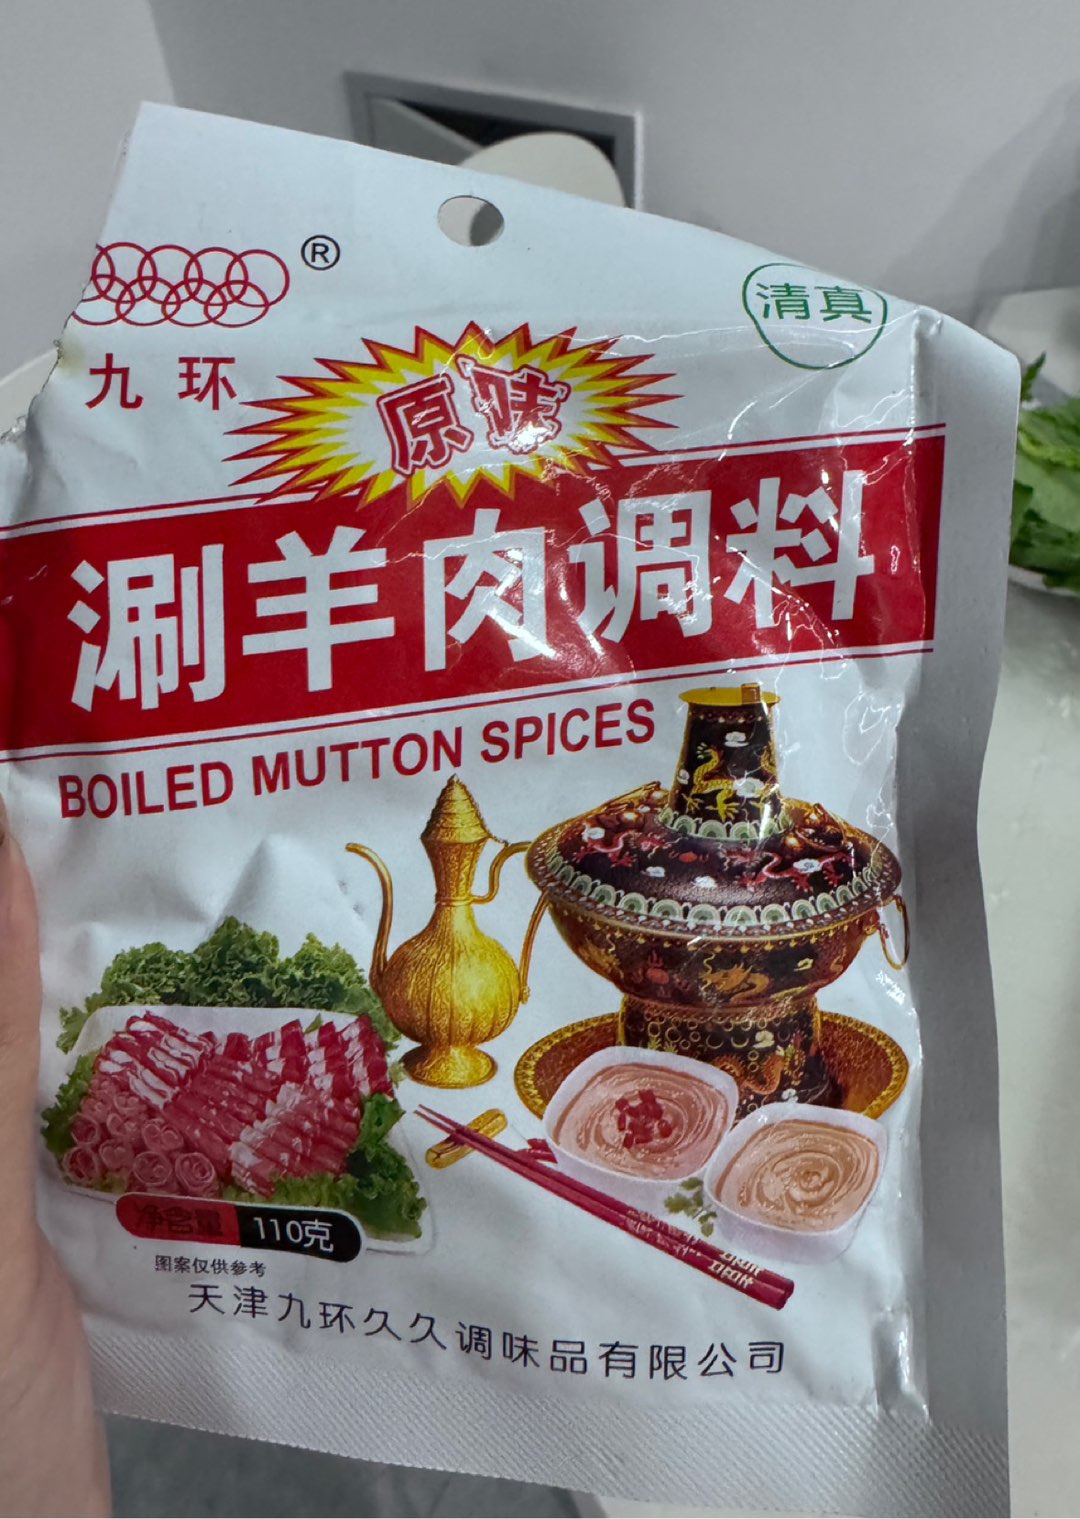 ®
清真
九环
原味
涮羊肉调料
BOILED MUTTON SPICES
净含量 110克
图案仅供参考
天津九环久久调味品有限公司